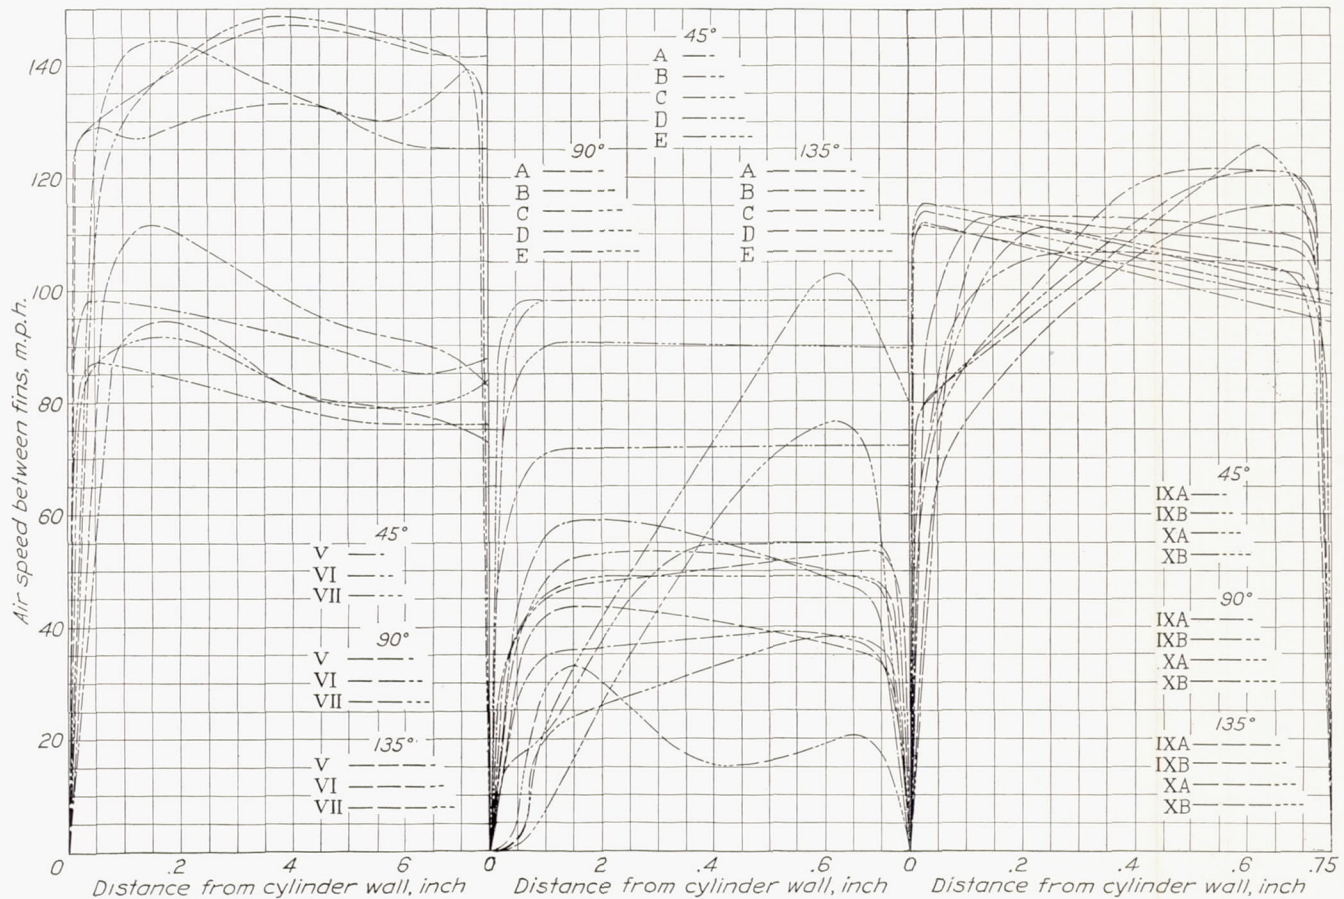 Air speed between fins, m.p.h.
140
120
100
80
60
40
20
0
.2
.4
.6
0
.2
.4
.6
0
.2
.4
.6
.75
Distance from cylinder wall, inch
Distance from cylinder wall, inch
Distance from cylinder wall, inch
45°
V
VI
VII
90°
V
VI
VII
135°
V
VI
VII
45°
A
B
C
D
E
90°
A
B
C
D
E
135°
A
B
C
D
E
45°
IXA
IXB
XA
XB
90°
IXA
IXB
XA
XB
135°
IXA
IXB
XA
XB